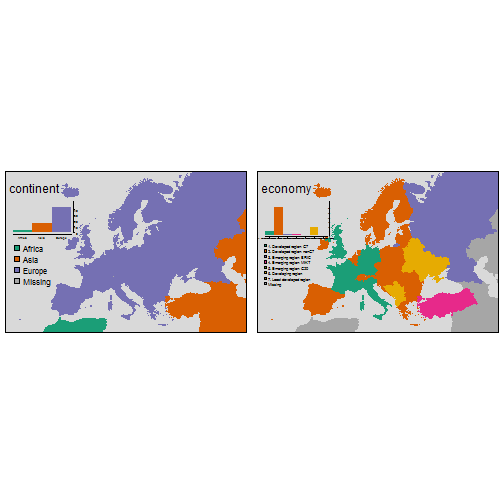 continent
Africa
Asia
Europe
Missing
economy
1. Developed region: G7
2. Developed region: nonG7
3. Emerging region: BRIC
4. Emerging region: MIKT
5. Emerging region: G20
6. Developing region
7. Least developed region
Missing